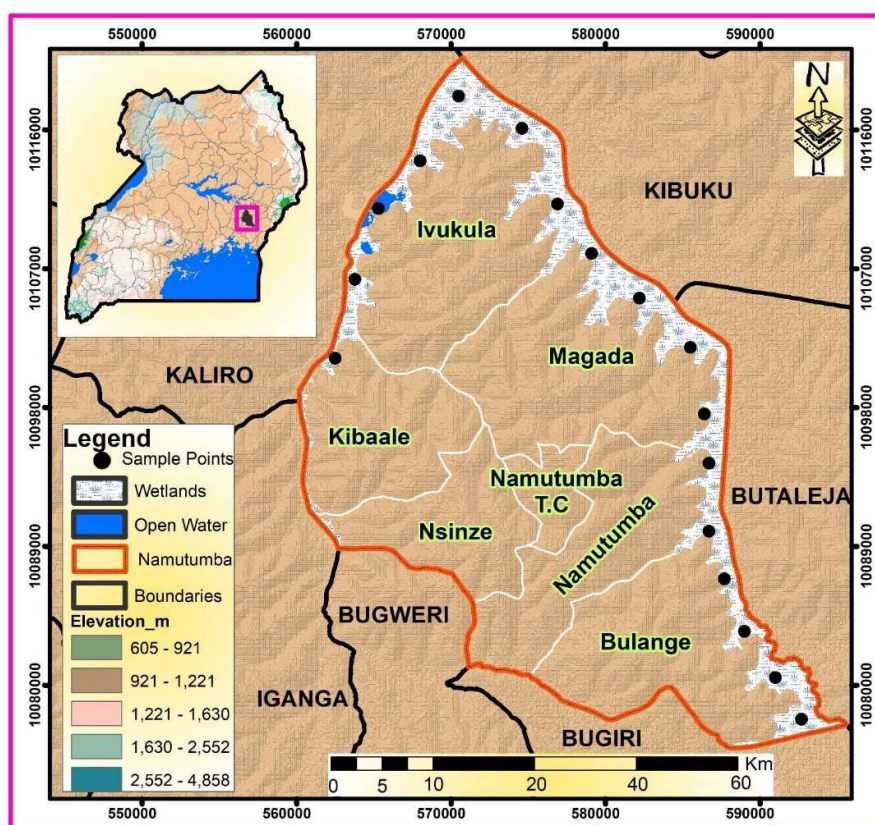 550000 560000 570000 580000 590000
N
10116000
10116000
KIBUKU
Ivukula
10107000
10107000
Magada
KALIRO
10098000
10098000
Kibaale
Legend
Sample Points
Namutumba
T.C
Wetlands
BUTALEJA
Open Water
Nsinze
Namutumba
10089000
10089000
Namutumba
Boundaries
BUGWERI
Elevation_m
Bulange
605 - 921
921 - 1,221
IGANGA
10080000
10080000
1,221 - 1,630
BUGIRI
1,630 - 2,552
Km
2,552 - 4,858
0 5 10 20 40 60
550000 560000 570000 580000 590000